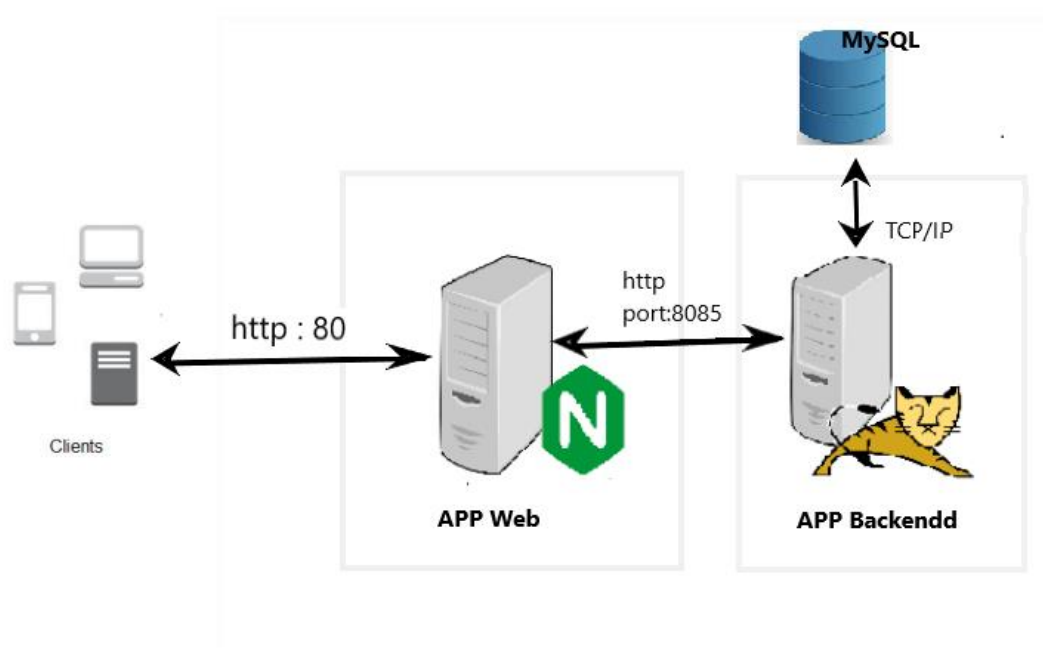 MySQL
TCP/IP
http
port:8085
http : 80
N
Clients
APP Web
APP Backendd